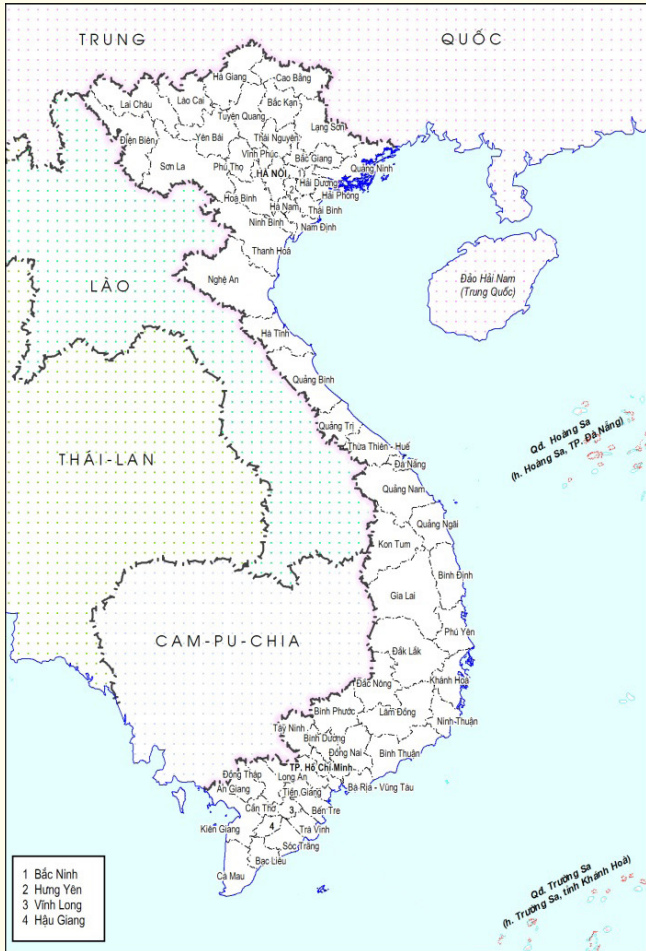 TRUNG QUỐC
Hà Giang
Cao Bằng
Lai Châu
Lào Cai
Bắc Kạn
Tuyên Quang
Lạng Sơn
Điện Biên
Yên Bái
Thái Nguyên
Vĩnh Phúc
Bắc Giang
Sơn La
Phú Thọ
Quảng Ninh
HÀ NỘI
1
Hải Dương
2
Hải Phòng
Hoà Bình
Hà Nam
Thái Bình
Ninh Bình
Nam Định
Thanh Hoá
Nghệ An
LÀO
Đảo Hải Nam
(Trung Quốc)
Hà Tĩnh
Quảng Bình
Quảng Trị
Qđ. Hoàng Sa
(h. Hoàng Sa, TP. Đà Nẵng)
Thừa Thiên - Huế
THÁI-LAN
Đà Nẵng
Quảng Nam
Quảng Ngãi
Kon Tum
Bình Định
Gia Lai
Phú Yên
CAM-PU-CHIA
Đắk Lắk
Khánh Hoà
Đắc Nông
Bình Phước
Lâm Đồng
Ninh Thuận
Tây Ninh
Bình Dương
Đồng Nai
Bình Thuận
TP. Hồ Chí Minh
Đồng Tháp
Long An
An Giang
Tiền Giang
Bà Rịa - Vũng Tàu
Cần Thơ
3
Bến Tre
Kiên Giang
4
Trà Vinh
Sóc Trăng
Bạc Liêu
Cà Mau
Qđ. Trường Sa
(h. Trường Sa, tỉnh Khánh Hoà)
1 Bắc Ninh
2 Hưng Yên
3 Vĩnh Long
4 Hậu Giang